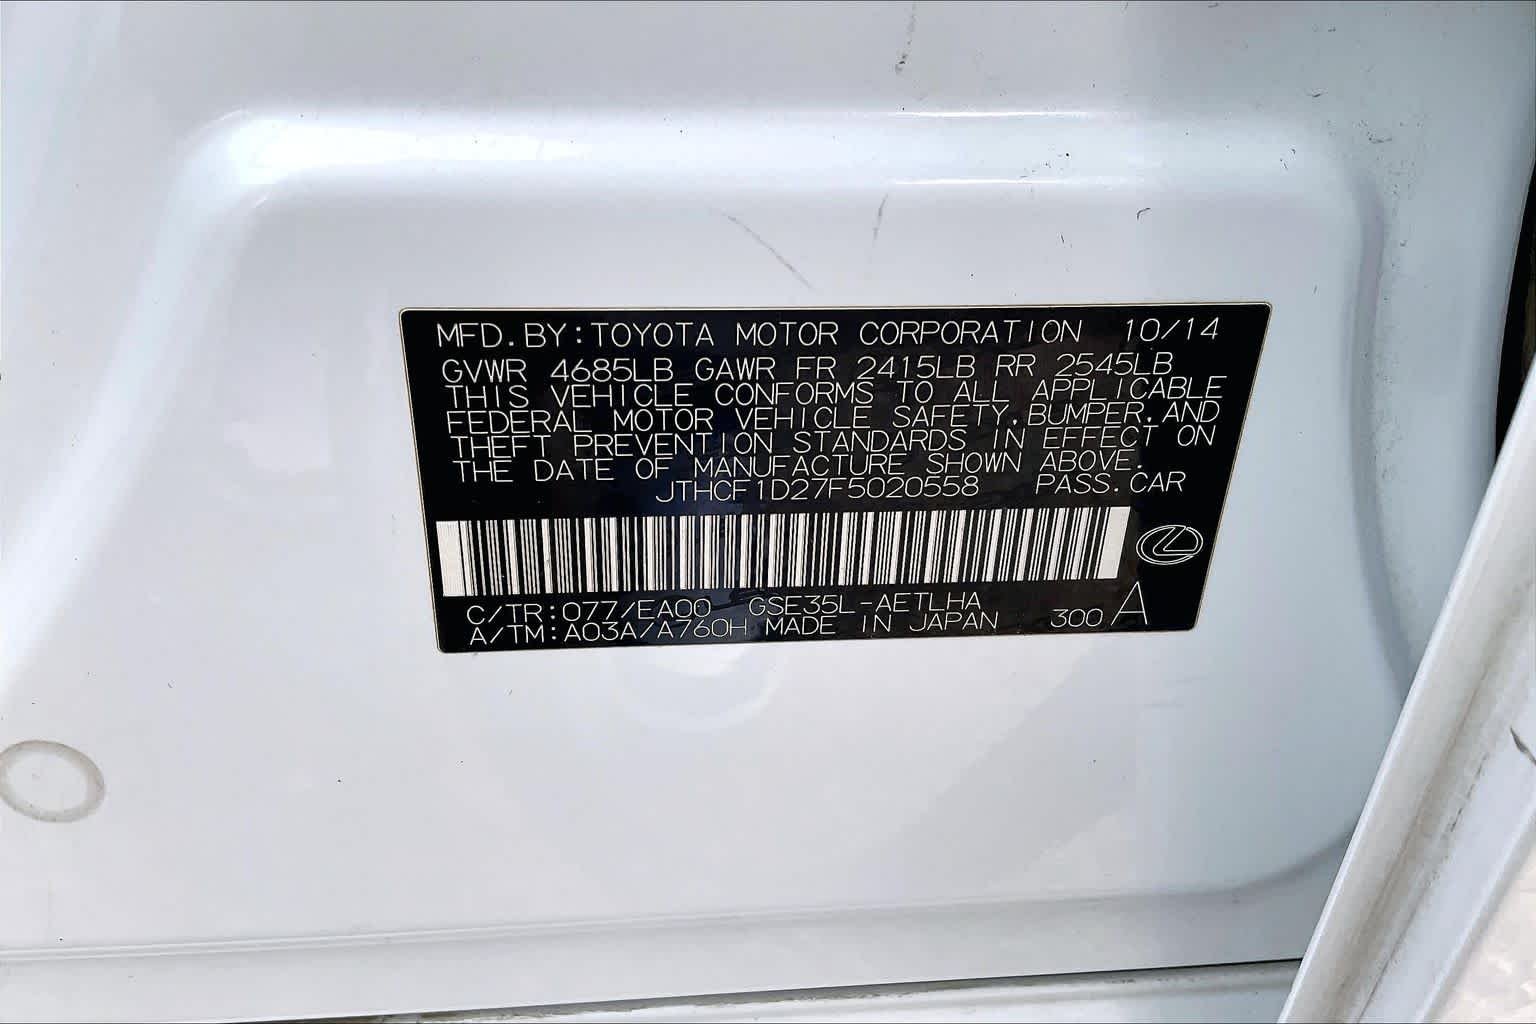 MFD.BY:TOYOTA MOTOR CORPORATION 10/14
GVWR 4685LB GAWR FR 2415LB RR 2545LB
THIS VEHICLE CONFORMS TO ALL APPLICABLE
FEDERAL MOTOR VEHICLE SAFETY,BUMPER,AND
THEFT PREVENTION STANDARDS IN EFFECT ON
THE DATE OF MANUFACTURE SHOWN ABOVE.
JTHCF1D27F5020558 PASS.CAR
C/TR:077/EA00 GSE35L-AETLHA
A/TM:A03A/A760H MADE IN JAPAN 300 A